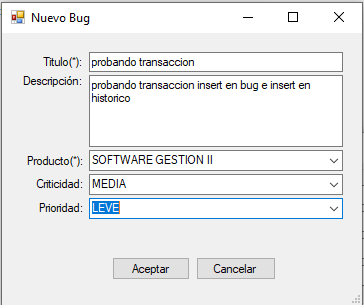 Nuevo Bug
Titulo(*): probando transaccion
Descripción: probando transaccion insert en bug e insert en
historico
Producto(*): SOFTWARE GESTION II
Criticidad: MEDIA
Prioridad: LEVE
Aceptar Cancelar